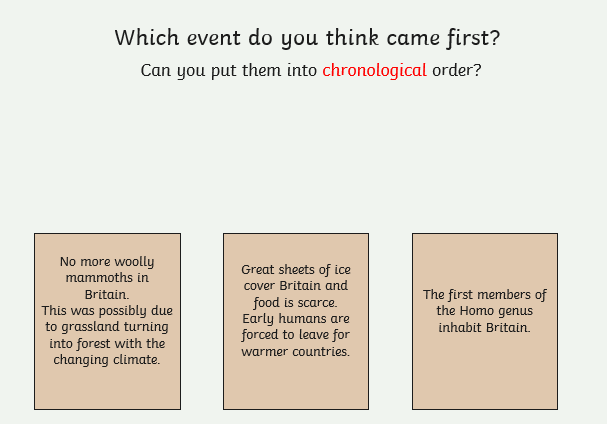 Which event do you think came first?
Can you put them into chronological order?
No more woolly
mammoths in
Britain.
This was possibly due
to grassland turning
into forest with the
changing climate.
Great sheets of ice
cover Britain and
food is scarce.
Early humans are
forced to leave for
warmer countries.
The first members of
the Homo genus
inhabit Britain.